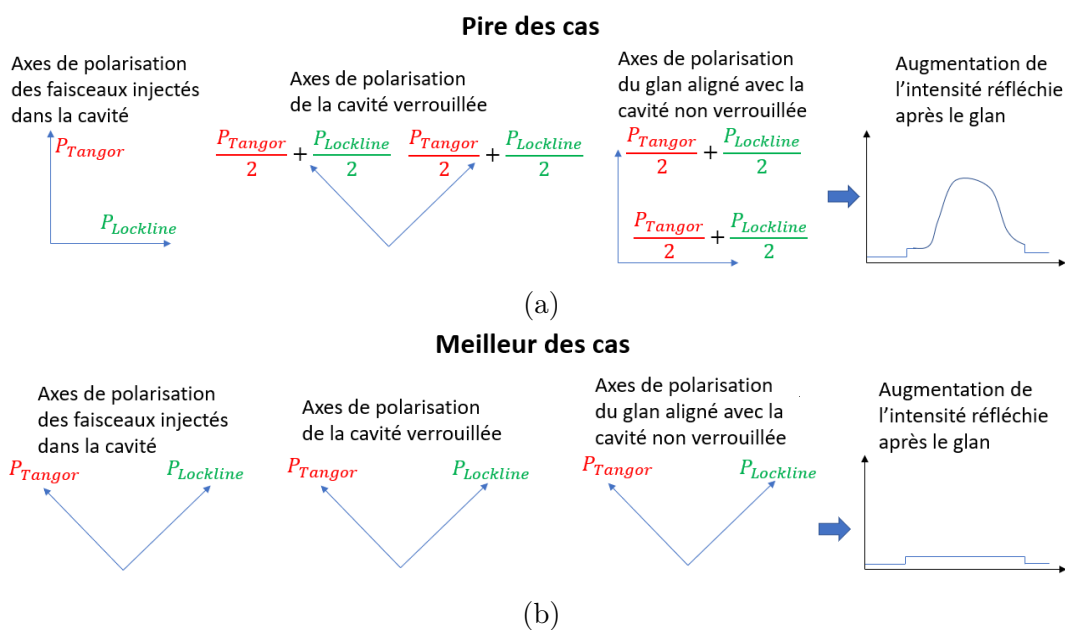 Pire des cas
Axes de polarisation
des faisceaux injectés
dans la cavité
P_Tangor
P_Lockline
Axes de polarisation
de la cavité verrouillée
P_Tangor/2 + P_Lockline/2 P_Tangor/2 + P_Lockline/2
Axes de polarisation
du glan aligné avec la
cavité non verrouillée
P_Tangor/2 + P_Lockline/2
P_Tangor/2 + P_Lockline/2
Augmentation de
l’intensité réfléchie
après le glan
(a)
Meilleur des cas
Axes de polarisation
des faisceaux injectés
dans la cavité
P_Tangor P_Lockline
Axes de polarisation
de la cavité verrouillée
P_Tangor P_Lockline
Axes de polarisation
du glan aligné avec la
cavité non verrouillée
P_Tangor P_Lockline
Augmentation de
l’intensité réfléchie
après le glan
(b)